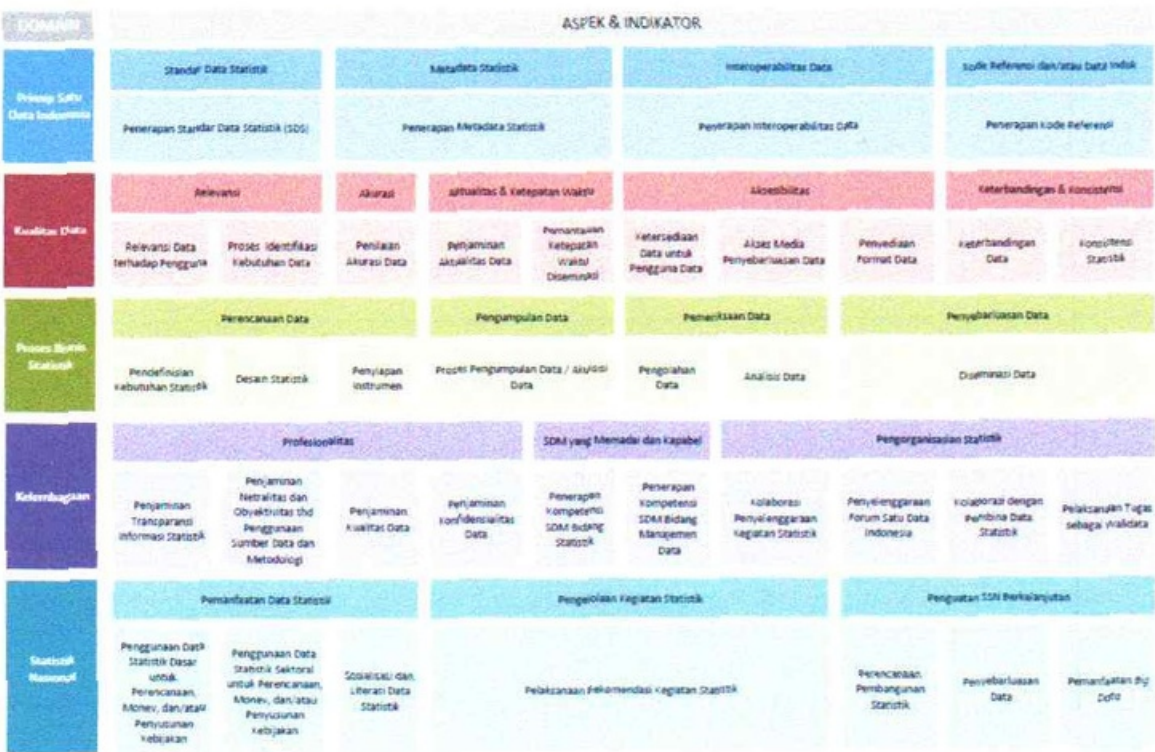 DOMAIN
ASPEK & INDIKATOR
Prinsip Satu
Data Indonesia
Standar Data Statistik
Metadata Statistik
Interoperabilitas Data
Kode Referensi dan/atau Data Induk
Penerapan Standar Data Statistik (SDS)
Penerapan Metadata Statistik
Penerapan Interoperabilitas Data
Penerapan Kode Referensi
Kualitas Data
Relevansi
Akurasi
Aktualitas & Ketepatan Waktu
Aksesibilitas
Keterbandingan & Konsistensi
Relevansi Data
terhadap Pengguna
Proses Identifikasi
Kebutuhan Data
Penilaian
Akurasi Data
Penjaminan
Aktualitas Data
Pemantauan
Ketepatan
Waktu
Diseminasi
Ketersediaan
Data untuk
Pengguna Data
Akses Media
Penyebarluasan Data
Penyediaan
Format Data
Keterbandingan
Data
Konsistensi
Statistik
Proses Bisnis
Statistik
Perencanaan Data
Pengumpulan Data
Pemeriksaan Data
Penyebarluasan Data
Pendefinisian
Kebutuhan Statistik
Desain Statistik
Penyiapan
Instrumen
Proses Pengumpulan Data / Akuisisi
Data
Pengolahan
Data
Analisis Data
Diseminasi Data
Kelembagaan
Profesionalitas
SDM yang Memadai dan Kapabel
Pengorganisasian Statistik
Penjaminan
Transparansi
Informasi Statistik
Penjaminan
Netralitas dan
Obyektivitas thd
Penggunaan
Sumber Data dan
Metodologi
Penjaminan
Kualitas Data
Penjaminan
Konfidensialitas
Data
Penerapan
Kompetensi
SDM Bidang
Statistik
Penerapan
Kompetensi
SDM Bidang
Manajemen
Data
Kolaborasi
Penyelenggaraan
Kegiatan Statistik
Penyelenggaraan
Forum Satu Data
Indonesia
Kolaborasi dengan
Pembina Data
Statistik
Pelaksanaan Tugas
sebagai Walidata
Statistik
Nasional
Pemanfaatan Data Statistik
Pengelolaan Kegiatan Statistik
Penguatan SSN Berkelanjutan
Penggunaan Data
Statistik Dasar
untuk
Perencanaan,
Monev, dan/atau
Penyusunan
Kebijakan
Penggunaan Data
Statistik Sektoral
untuk Perencanaan,
Monev, dan/atau
Penyusunan
Kebijakan
Sosialisasi dan
Literasi Data
Statistik
Pelaksanaan Rekomendasi Kegiatan Statistik
Perencanaan
Pembangunan
Statistik
Penyebarluasan
Data
Pemanfaatan Big
Data